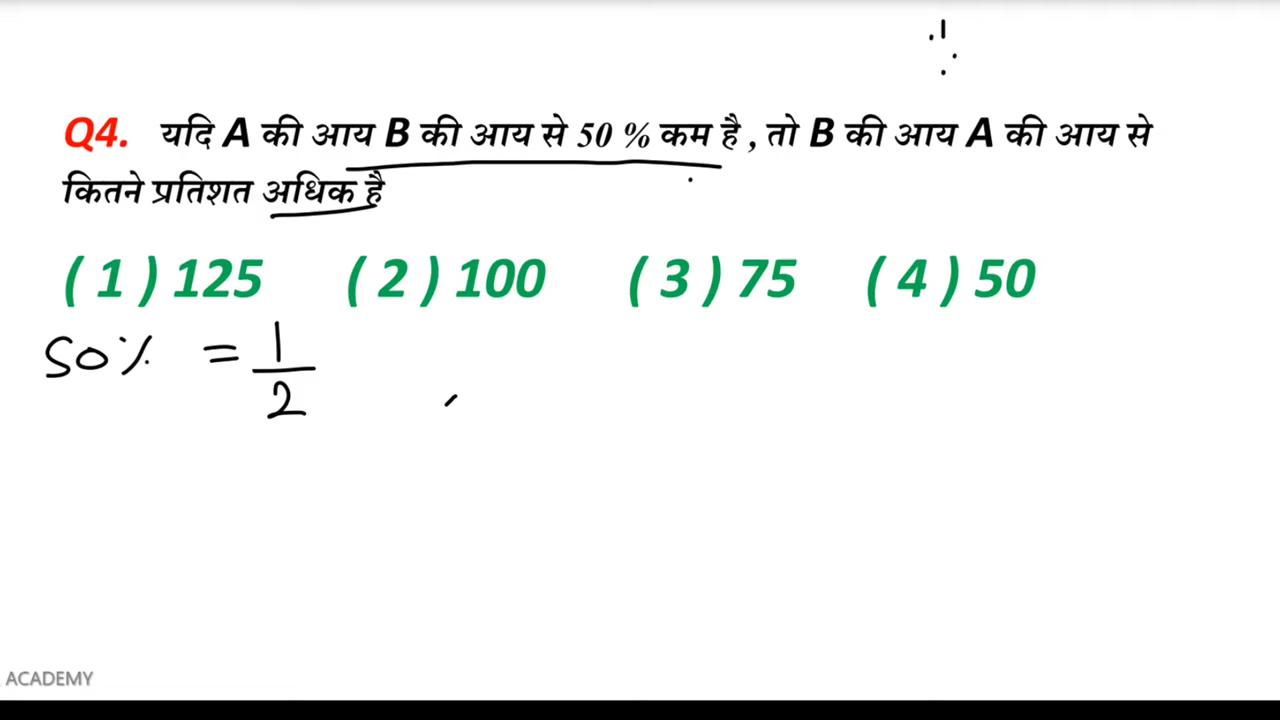 Q4. यदि A की आय B की आय से 50 % कम है , तो B की आय A की आय से
कितने प्रतिशत अधिक है
( 1 ) 125 ( 2 ) 100 ( 3 ) 75 ( 4 ) 50
50% = 1/2
ACADEMY